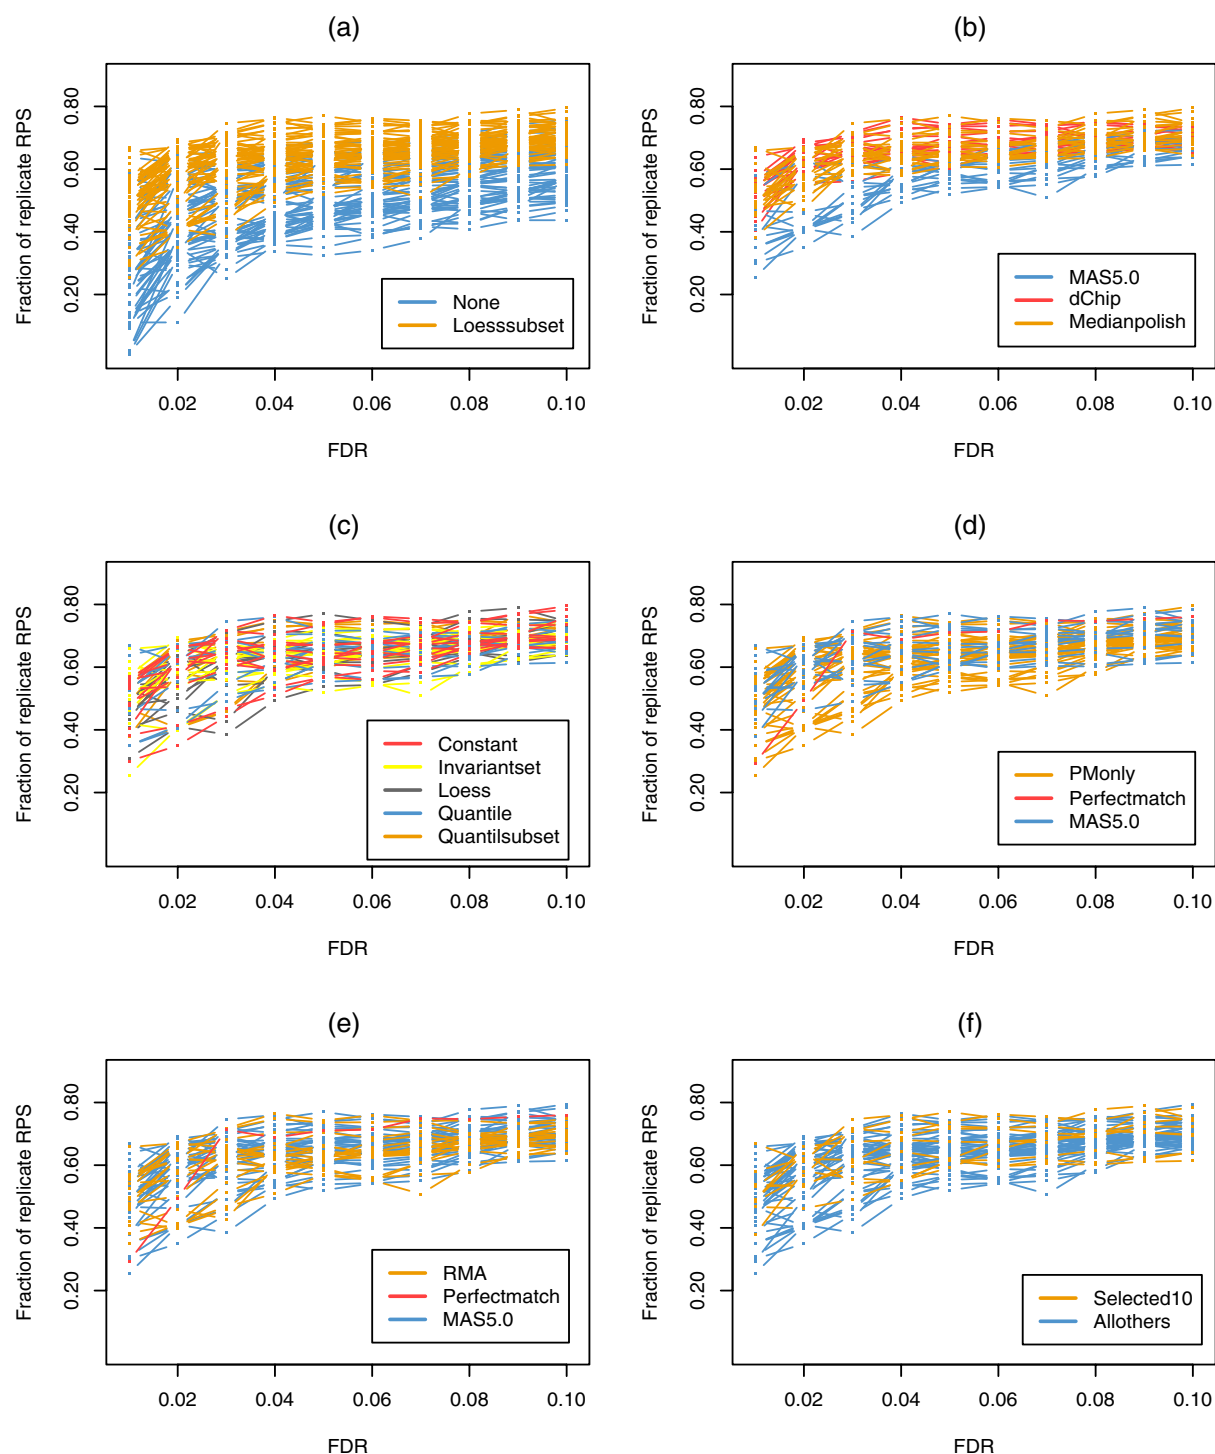 (a)
Fraction of replicate RPS
0.20 0.40 0.60 0.80
None
Loesssubset
0.02 0.04 0.06 0.08 0.10
FDR
(b)
Fraction of replicate RPS
0.20 0.40 0.60 0.80
MAS5.0
dChip
Medianpolish
0.02 0.04 0.06 0.08 0.10
FDR
(c)
Fraction of replicate RPS
0.20 0.40 0.60 0.80
Constant
Invariantset
Loess
Quantile
Quantilsubset
0.02 0.04 0.06 0.08 0.10
FDR
(d)
Fraction of replicate RPS
0.20 0.40 0.60 0.80
PMonly
Perfectmatch
MAS5.0
0.02 0.04 0.06 0.08 0.10
FDR
(e)
Fraction of replicate RPS
0.20 0.40 0.60 0.80
RMA
Perfectmatch
MAS5.0
0.02 0.04 0.06 0.08 0.10
FDR
(f)
Fraction of replicate RPS
0.20 0.40 0.60 0.80
Selected10
Allothers
0.02 0.04 0.06 0.08 0.10
FDR